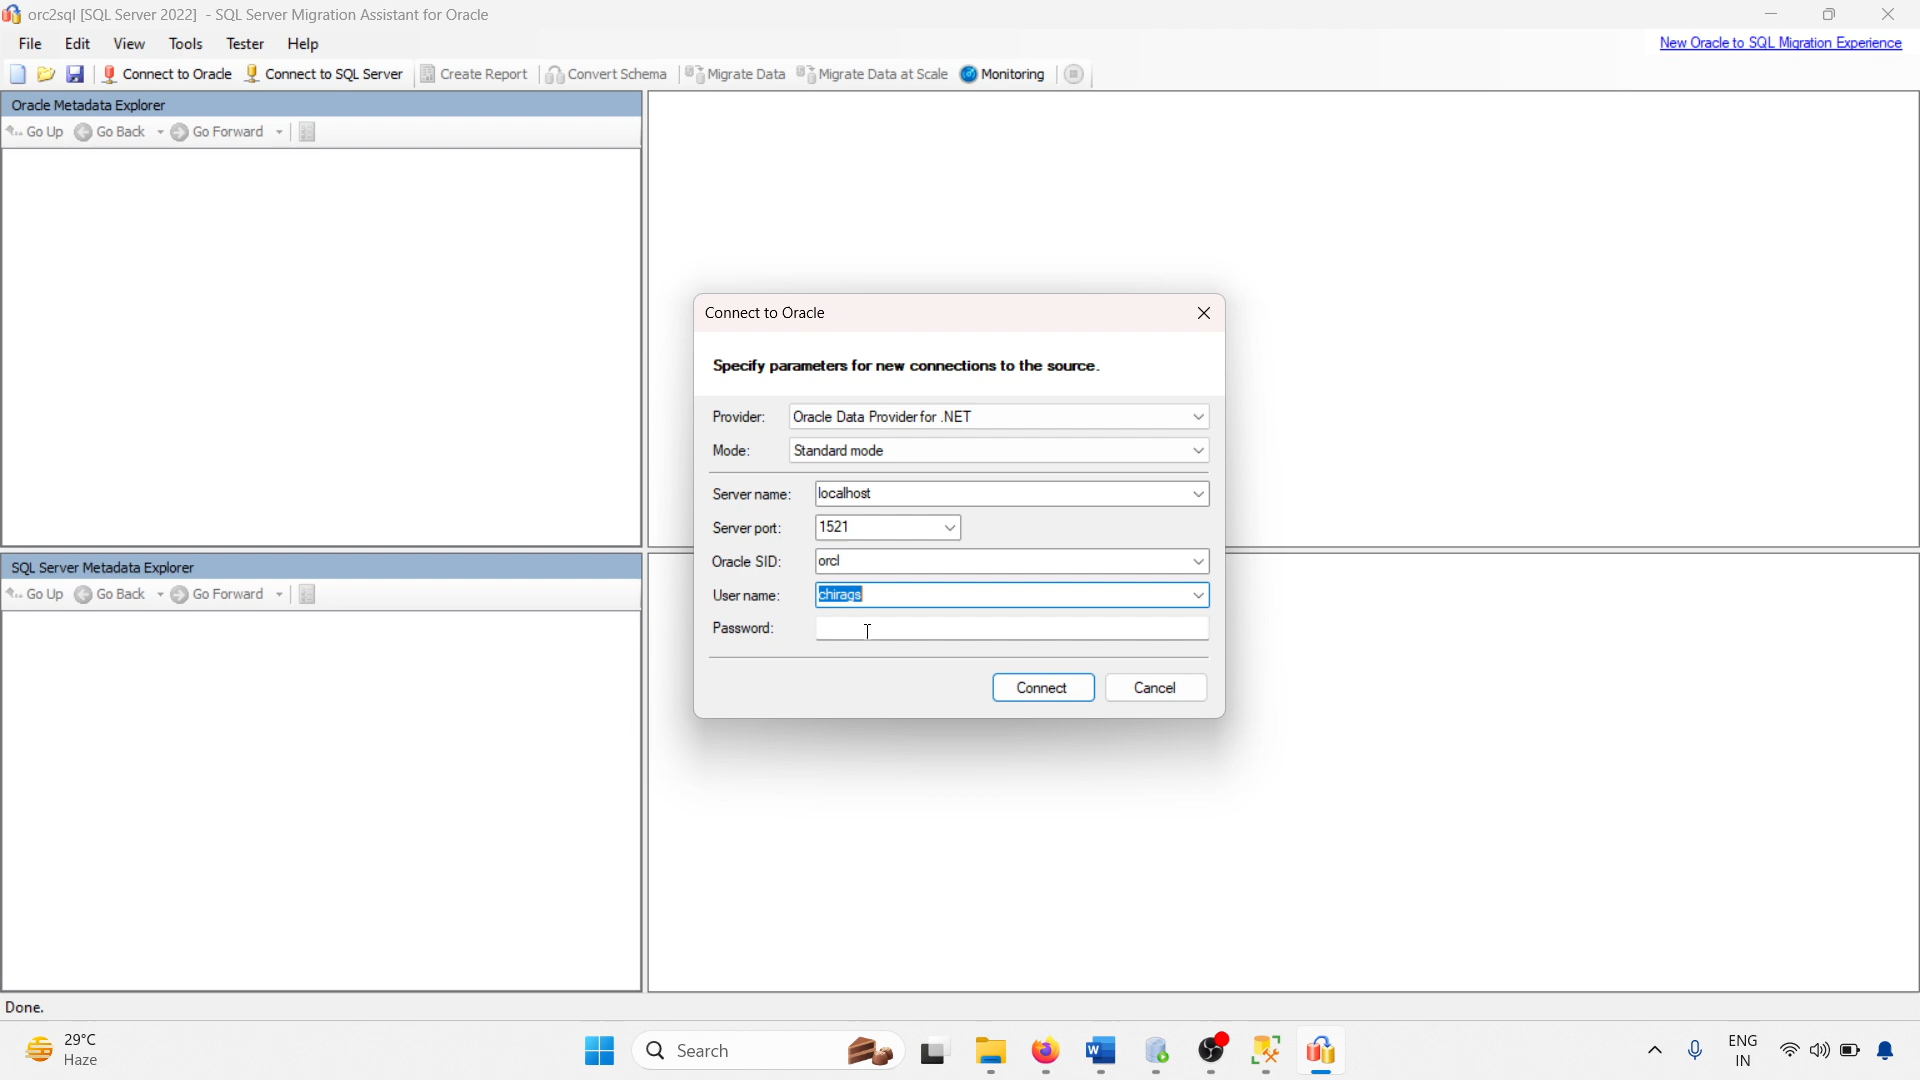 orc2sql [SQL Server 2022] - SQL Server Migration Assistant for Oracle
File Edit View Tools Tester Help
New Oracle to SQL Migration Experience
Connect to Oracle Connect to SQL Server Create Report Convert Schema Migrate Data Migrate Data at Scale Monitoring
Oracle Metadata Explorer
Go Up Go Back Go Forward
Connect to Oracle
Specify parameters for new connections to the source.
Provider: Oracle Data Provider for .NET
Mode: Standard mode
Server name: localhost
Server port: 1521
Oracle SID: orcl
User name: chirags
Password:
Connect Cancel
SQL Server Metadata Explorer
Go Up Go Back Go Forward
Done.
29°C
Haze
Search
ENG
IN